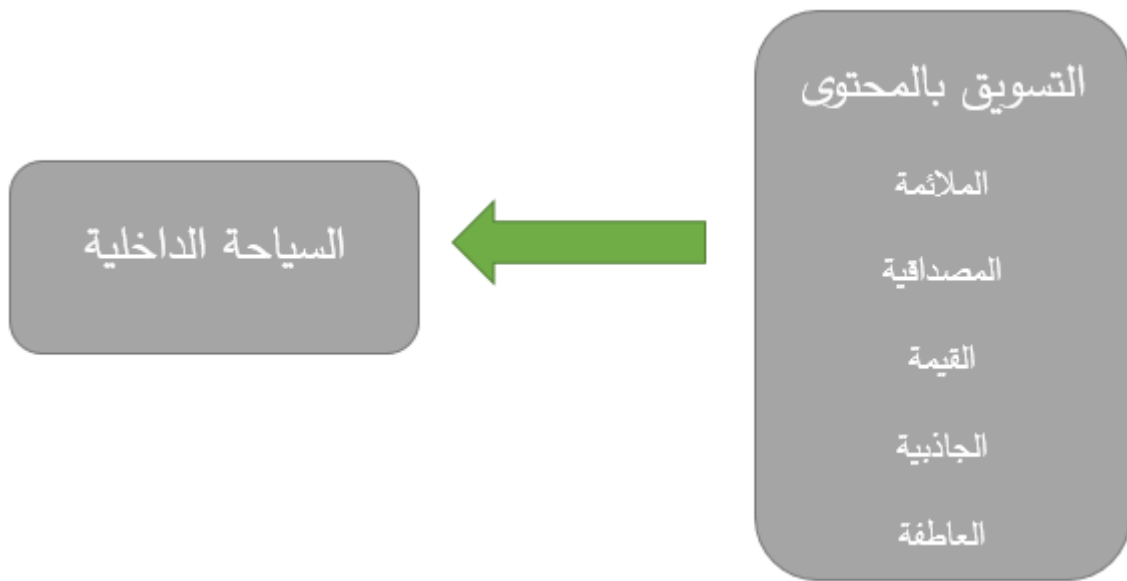 التسويق بالمحتوى
الملائمة
المصداقية
القيمة
الجاذبية
العاطفة
السياحة الداخلية